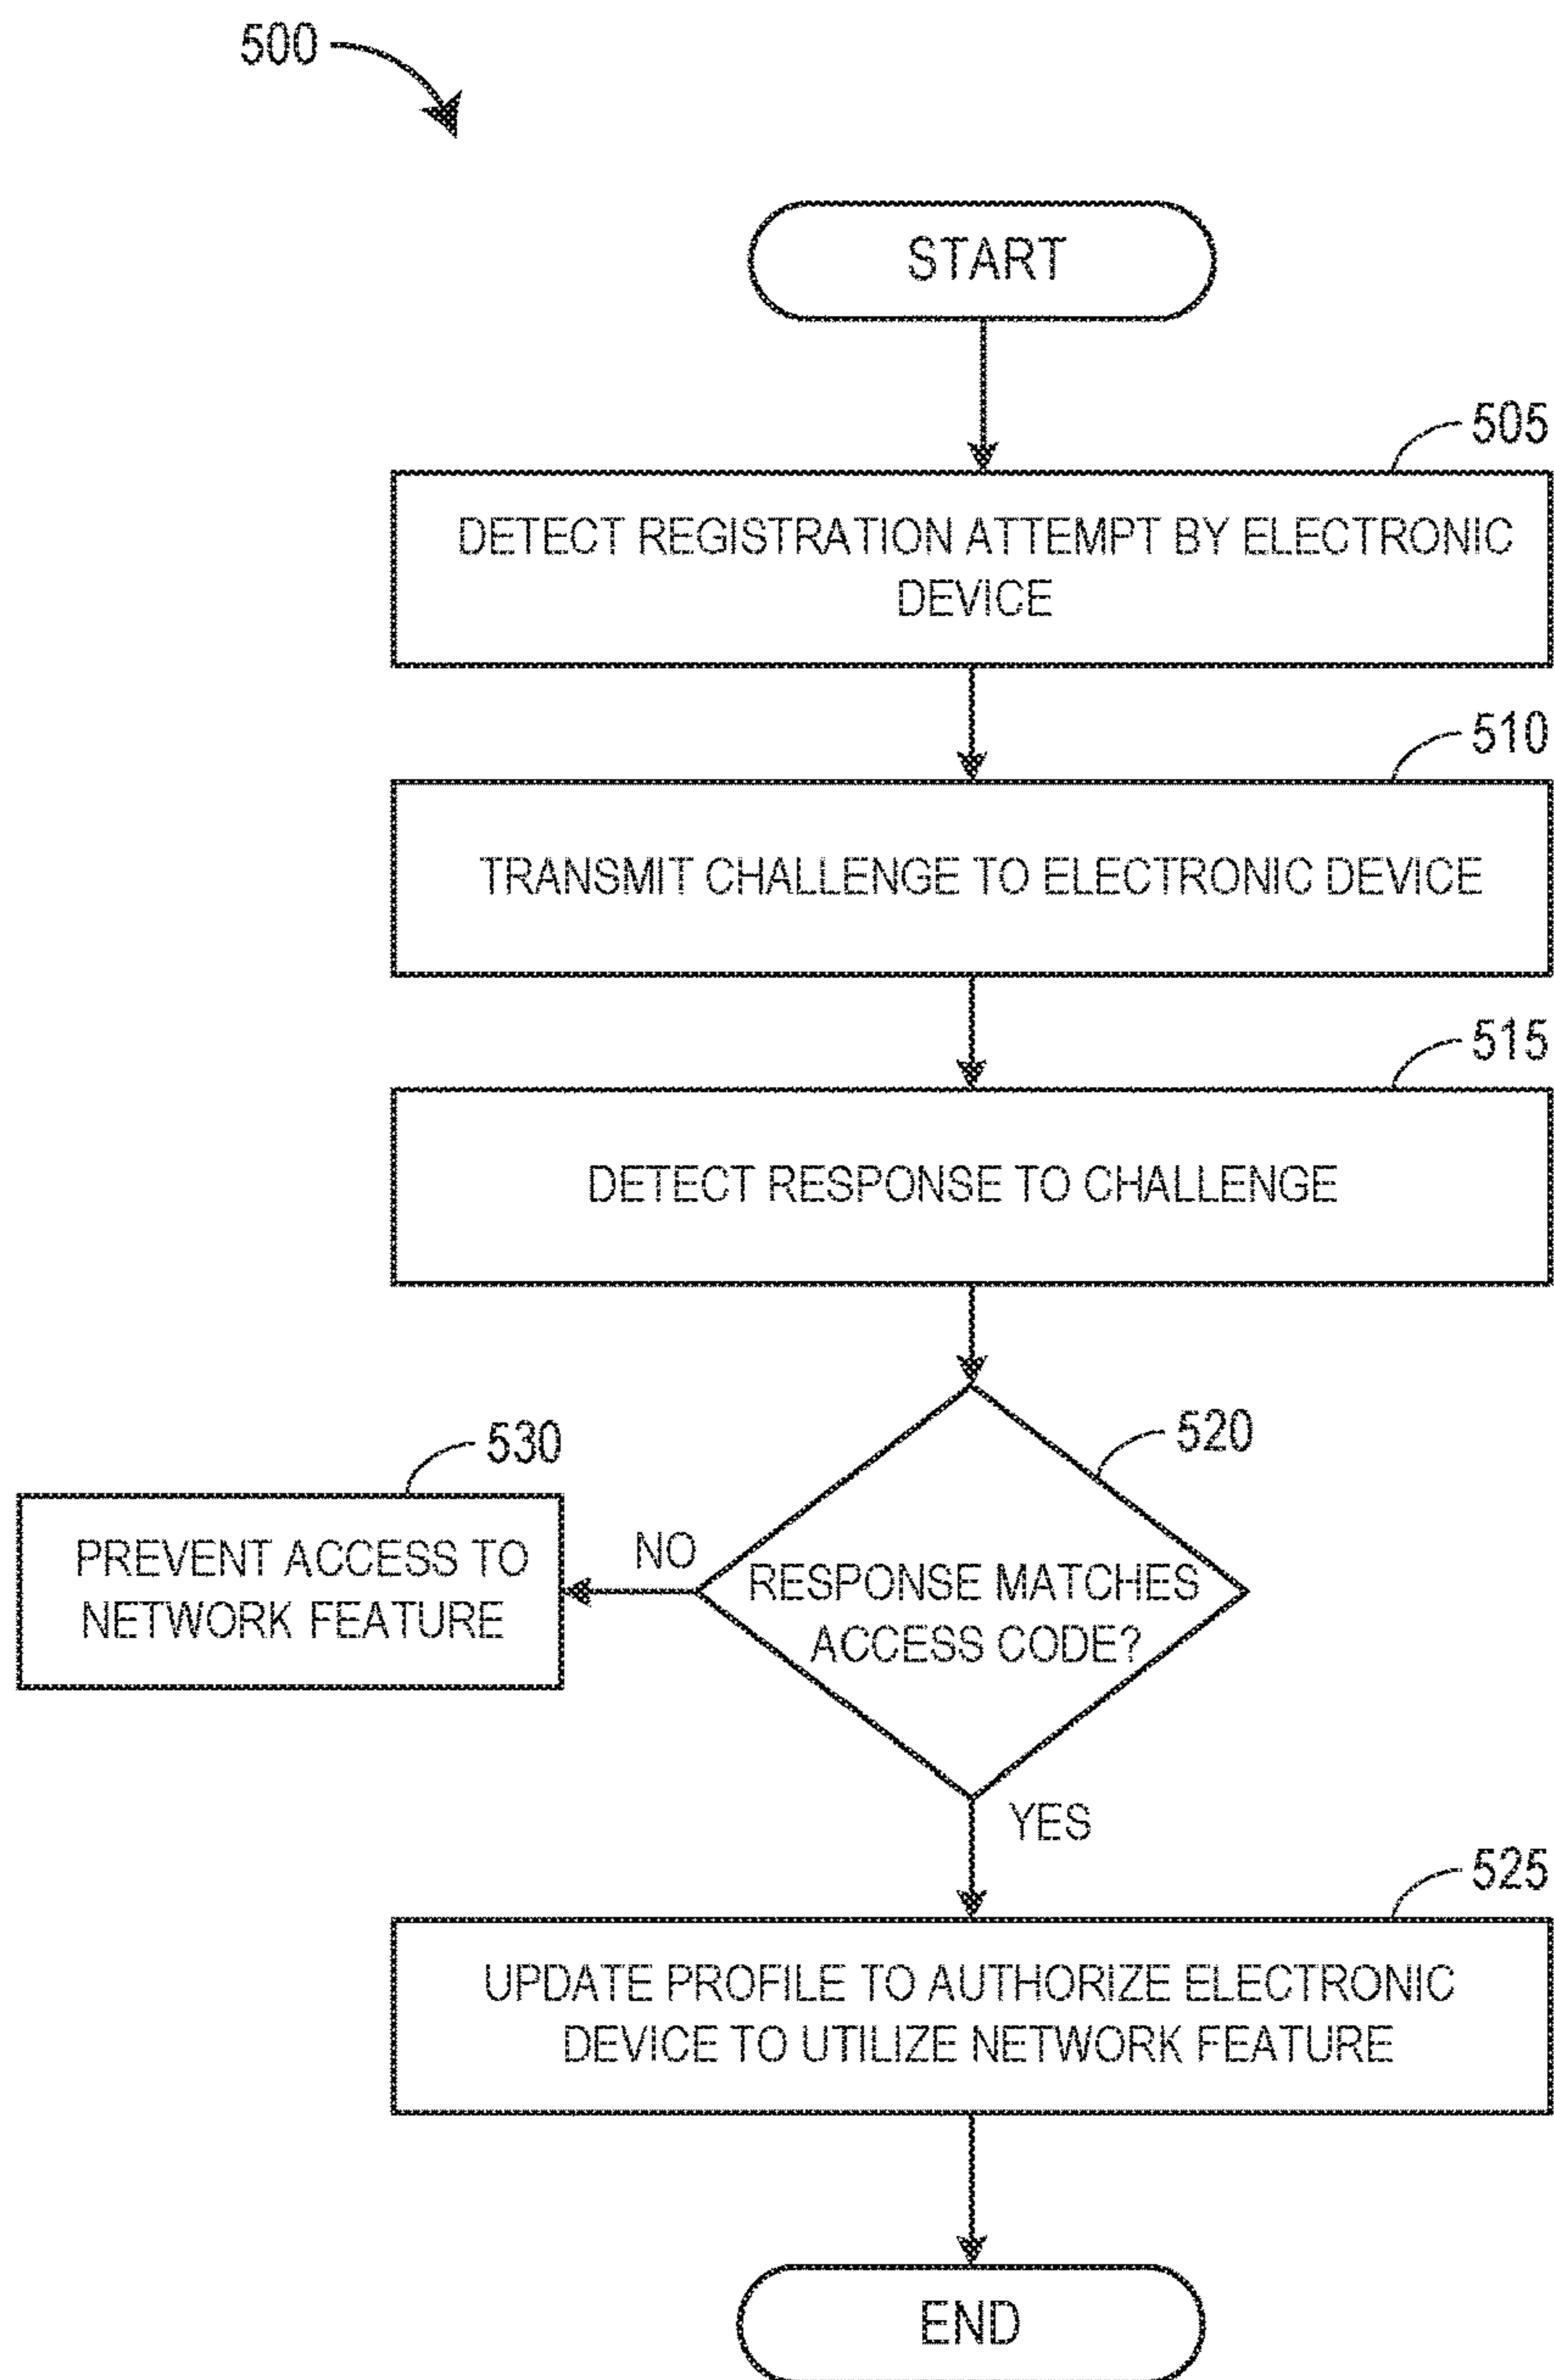 500
START
505
DETECT REGISTRATION ATTEMPT BY ELECTRONIC
DEVICE
510
TRANSMIT CHALLENGE TO ELECTRONIC DEVICE
515
DETECT RESPONSE TO CHALLENGE
520
RESPONSE MATCHES
ACCESS CODE?
NO
530
PREVENT ACCESS TO
NETWORK FEATURE
YES
525
UPDATE PROFILE TO AUTHORIZE ELECTRONIC
DEVICE TO UTILIZE NETWORK FEATURE
END